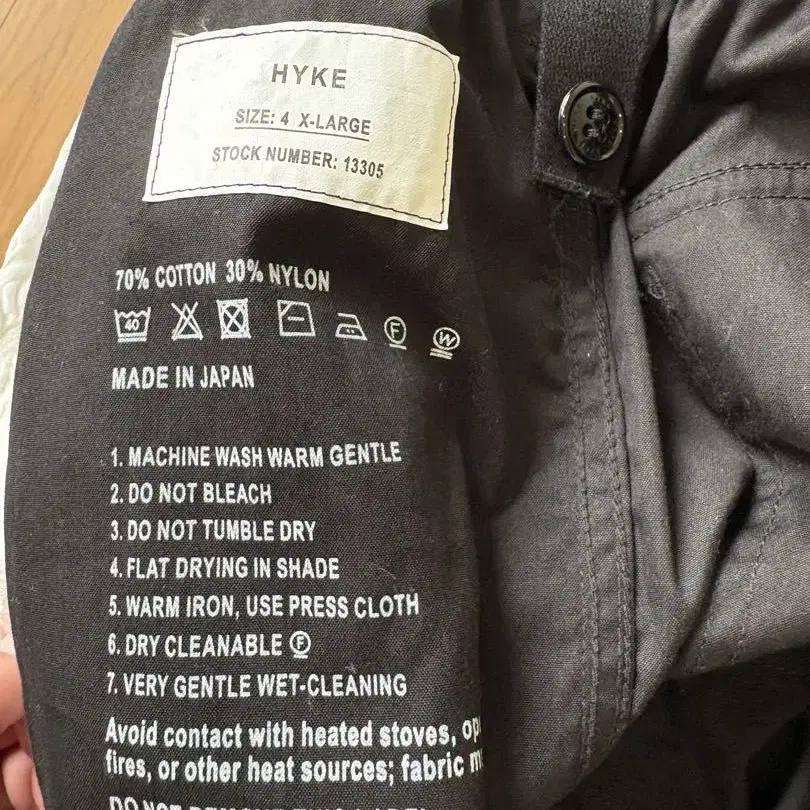 HYKE
SIZE: 4 X-LARGE
STOCK NUMBER: 13305
70% COTTON 30% NYLON
40 F W
MADE IN JAPAN
1. MACHINE WASH WARM GENTLE
2. DO NOT BLEACH
3. DO NOT TUMBLE DRY
4. FLAT DRYING IN SHADE
5. WARM IRON, USE PRESS CLOTH
6. DRY CLEANABLE Ⓕ
7. VERY GENTLE WET-CLEANING
Avoid contact with heated stoves,
fires, or other heat sources; fabric
DO NOT